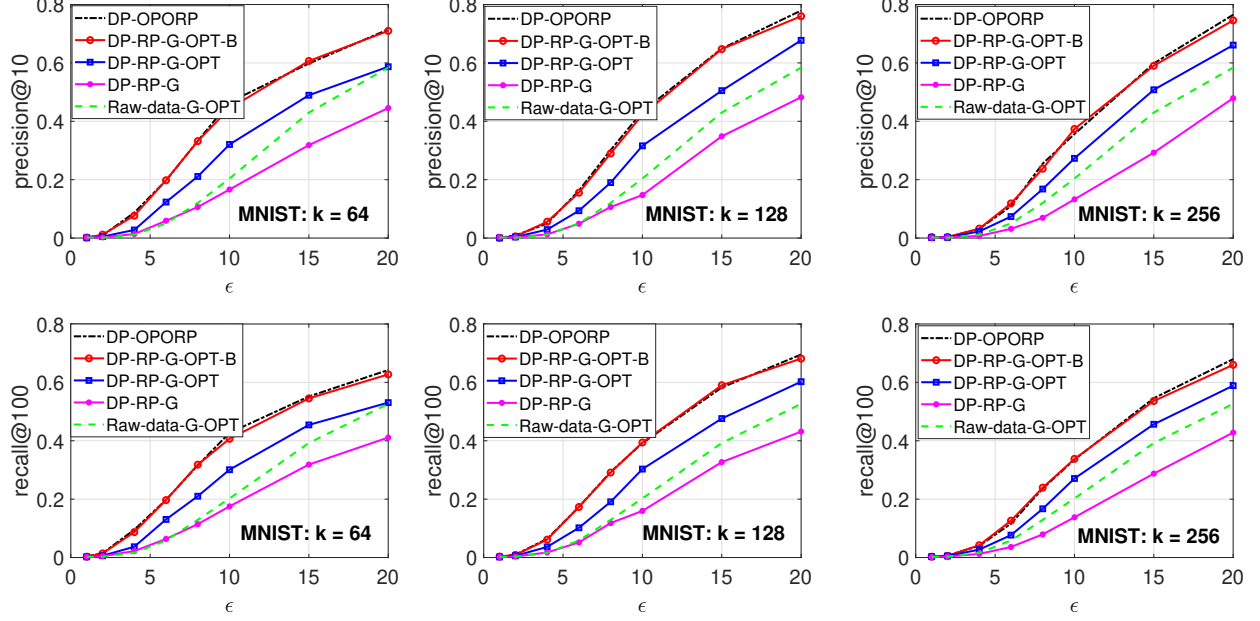 precision@10
0.8
0.6
0.4
0.2
0
DP-OPORP
DP-RP-G-OPT-B
DP-RP-G-OPT
DP-RP-G
Raw-data-G-OPT
MNIST: k = 64
0 5 10 15 20
ϵ
precision@10
0.8
0.6
0.4
0.2
0
DP-OPORP
DP-RP-G-OPT-B
DP-RP-G-OPT
DP-RP-G
Raw-data-G-OPT
MNIST: k = 128
0 5 10 15 20
ϵ
precision@10
0.8
0.6
0.4
0.2
0
DP-OPORP
DP-RP-G-OPT-B
DP-RP-G-OPT
DP-RP-G
Raw-data-G-OPT
MNIST: k = 256
0 5 10 15 20
ϵ
recall@100
0.8
0.6
0.4
0.2
0
DP-OPORP
DP-RP-G-OPT-B
DP-RP-G-OPT
DP-RP-G
Raw-data-G-OPT
MNIST: k = 64
0 5 10 15 20
ϵ
recall@100
0.8
0.6
0.4
0.2
0
DP-OPORP
DP-RP-G-OPT-B
DP-RP-G-OPT
DP-RP-G
Raw-data-G-OPT
MNIST: k = 128
0 5 10 15 20
ϵ
recall@100
0.8
0.6
0.4
0.2
0
DP-OPORP
DP-RP-G-OPT-B
DP-RP-G-OPT
DP-RP-G
Raw-data-G-OPT
MNIST: k = 256
0 5 10 15 20
ϵ